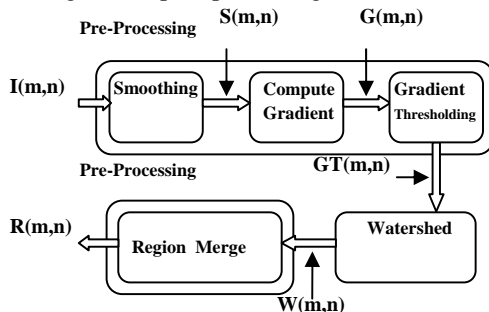 Pre-Processing S(m,n) G(m,n)
I(m,n) Smoothing Compute Gradient
Gradient Thresholding
Pre-Processing GT(m,n)
R(m,n) Region Merge Watershed
W(m,n)